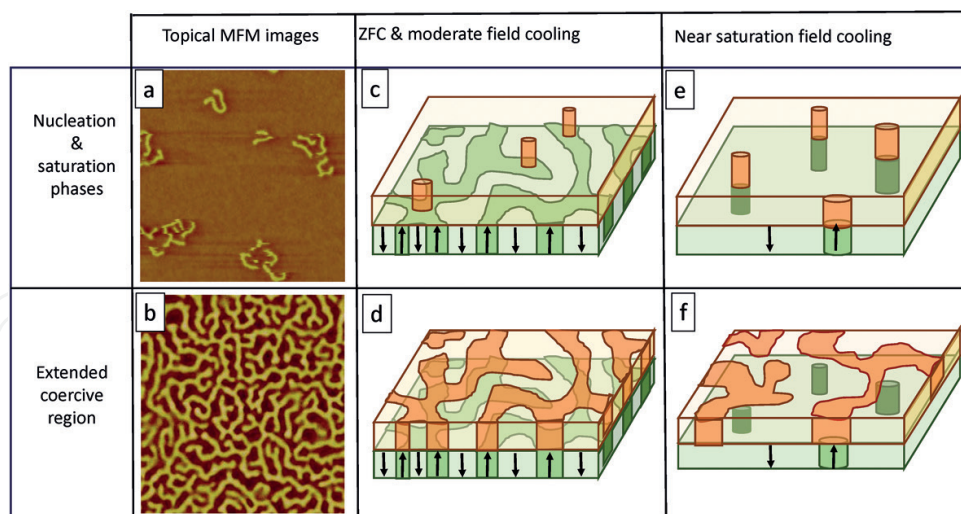 Topical MFM images
ZFC & moderate field cooling
Near saturation field cooling
Nucleation
&
saturation
phases
a
c
e
Extended
coercive
region
b
d
f